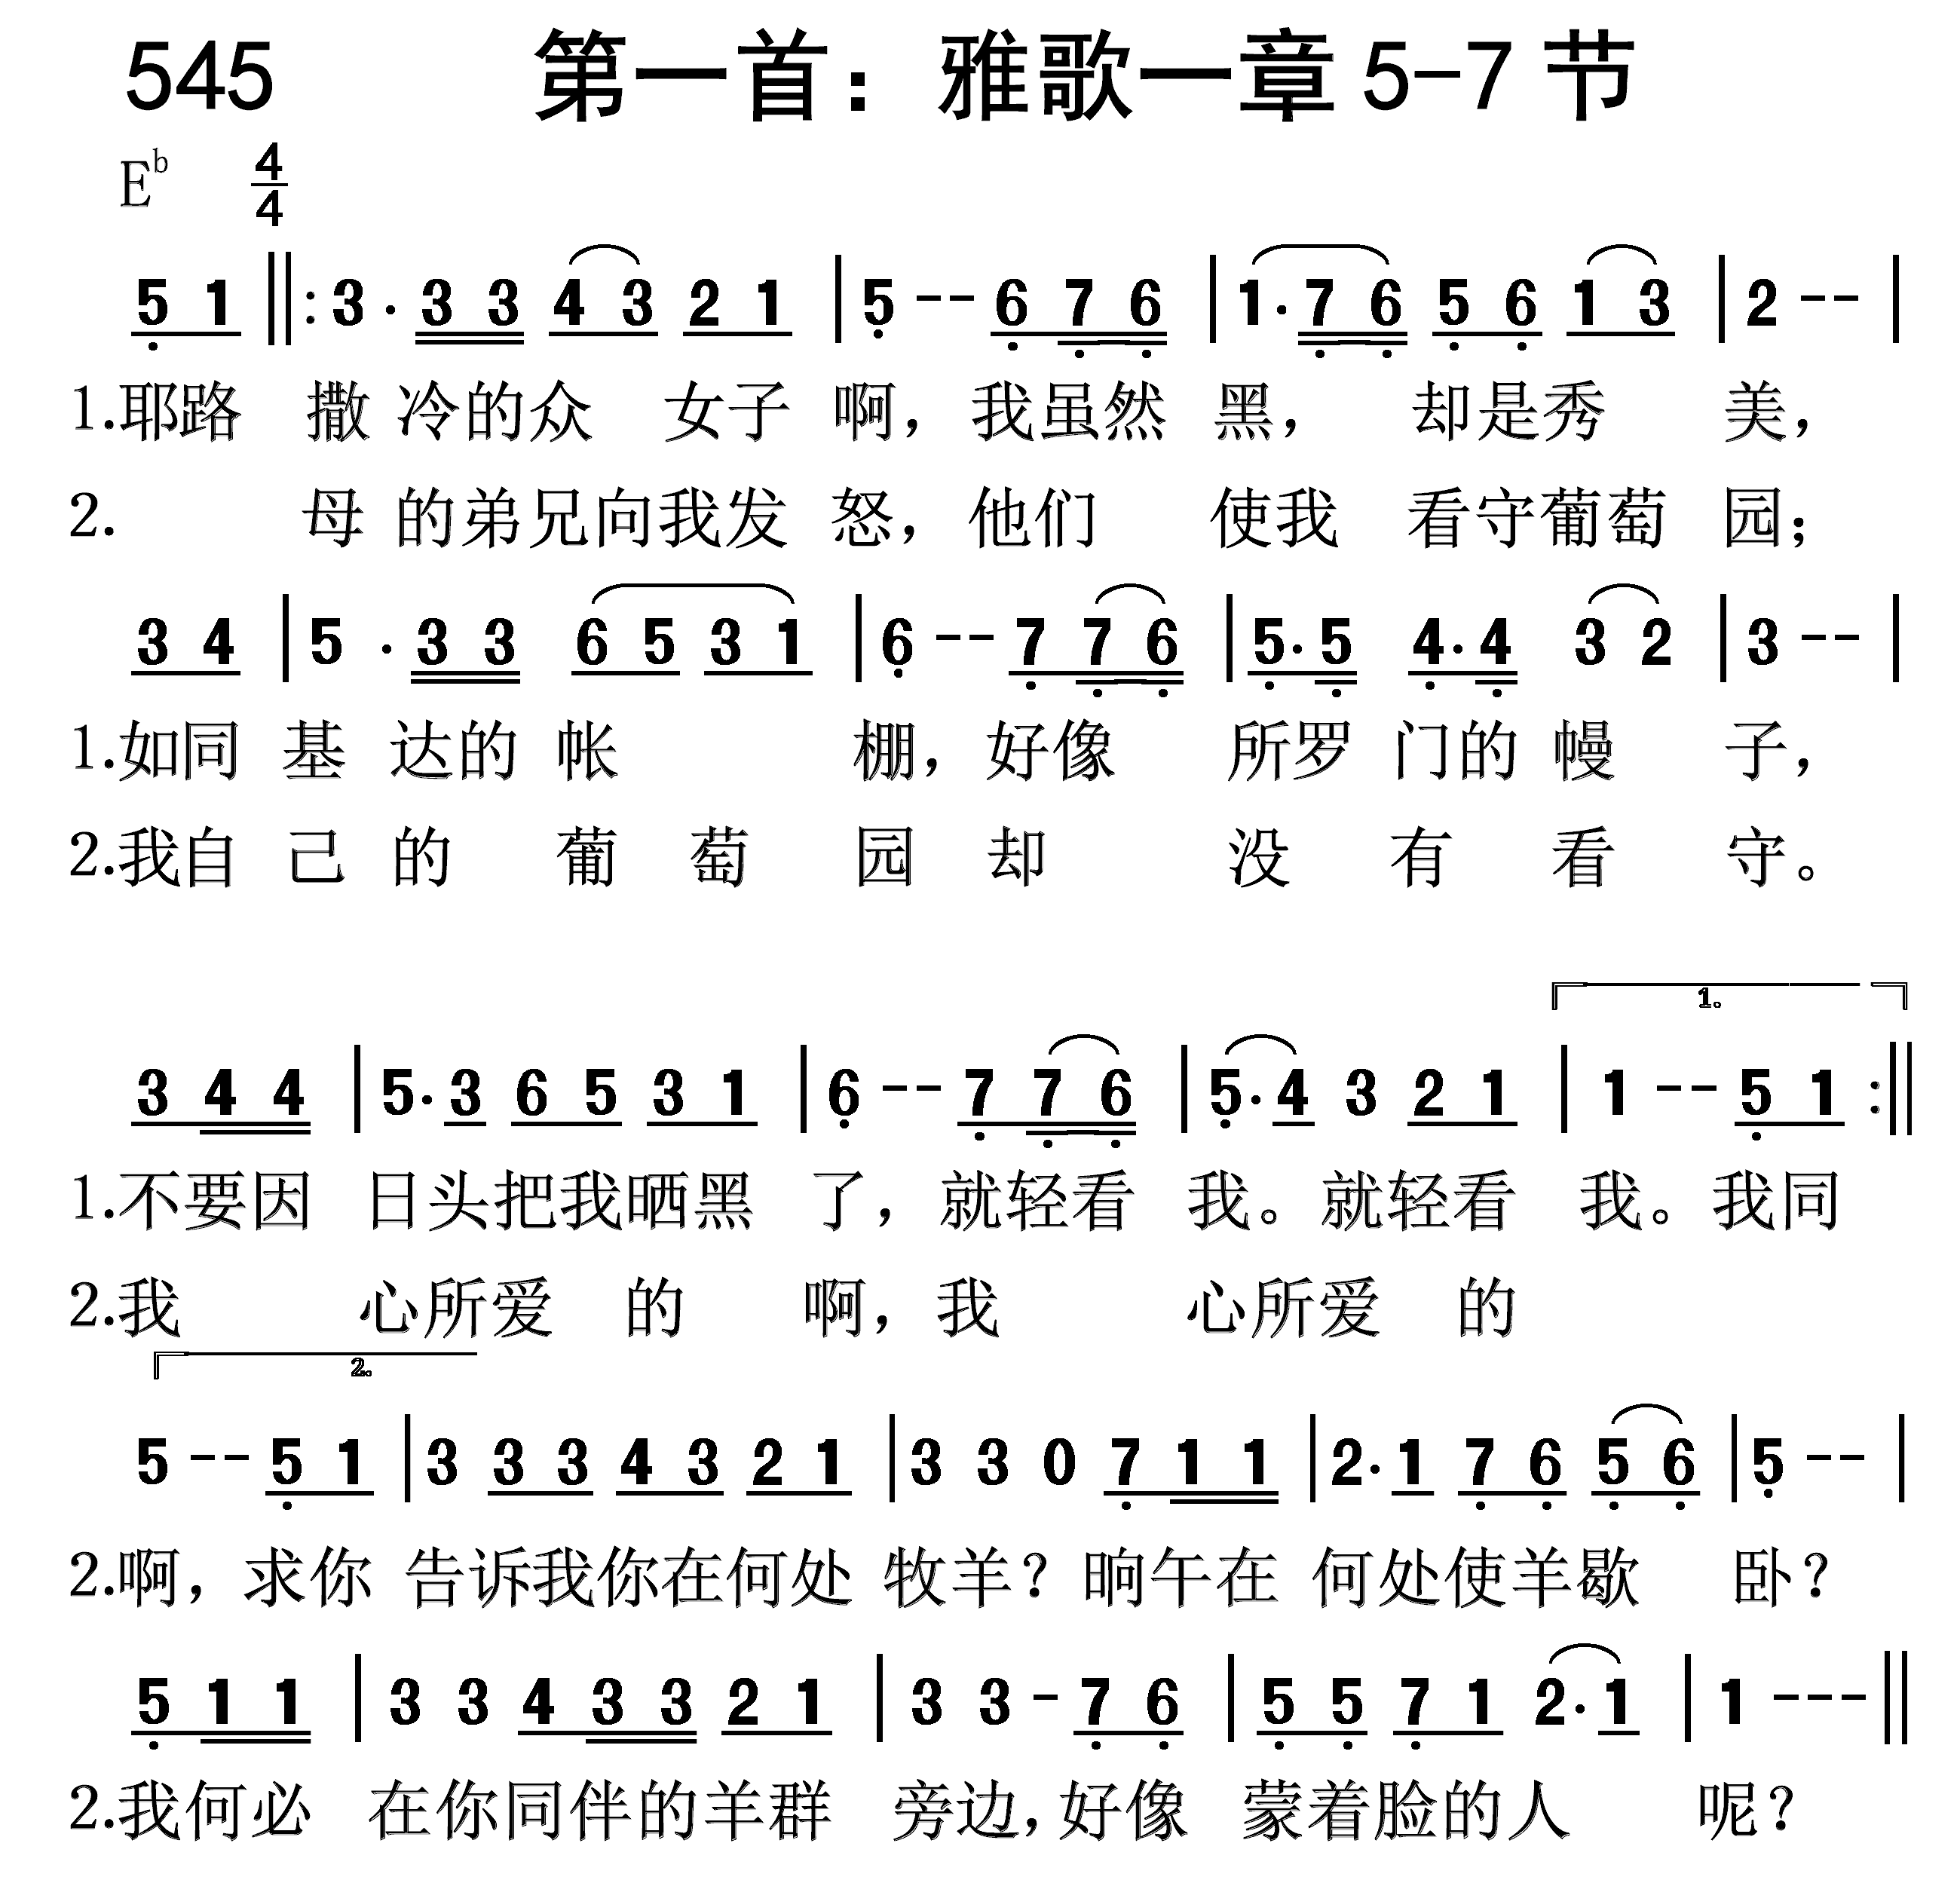 545 第一首：雅歌一章 5-7 节
E♭ 4/4
5 1 ‖: 3 · 3 3 4 3 2 1 | 5 -- 6 7 6 | 1· 7 6 5 6 1 3 | 2 -- |
1.耶路 撒 冷的众 女子 啊，我虽然 黑， 却是秀 美，
2. 母 的弟兄向我发 怒，他们 使我 看守葡萄 园；
3 4 | 5 · 3 3 6 5 3 1 | 6 -- 7 7 6 | 5· 5 4· 4 3 2 | 3 -- |
1.如同 基 达的 帐 棚，好像 所罗 门的 幔 子，
2.我自 己 的 葡 萄 园 却 没 有 看 守。
1.
3 4 4 | 5· 3 6 5 3 1 | 6 -- 7 7 6 | 5· 4 3 2 1 | 1 -- 5 1 :‖
1.不要因 日头把我晒黑 了，就轻看 我。就轻看 我。我同
2.我 心所爱 的 啊，我 心所爱 的
2.
5 -- 5 1 | 3 3 3 4 3 2 1 | 3 3 0 7 1 1 | 2· 1 7 6 5 6 | 5 -- |
2.啊，求你 告诉我你在何处 牧羊？晌午在 何处使羊歇 卧？
5 1 1 | 3 3 4 3 3 2 1 | 3 3 - 7 6 | 5 5 7 1 2· 1 | 1 --- ‖
2.我何必 在你同伴的羊群 旁边，好像 蒙着脸的人 呢？